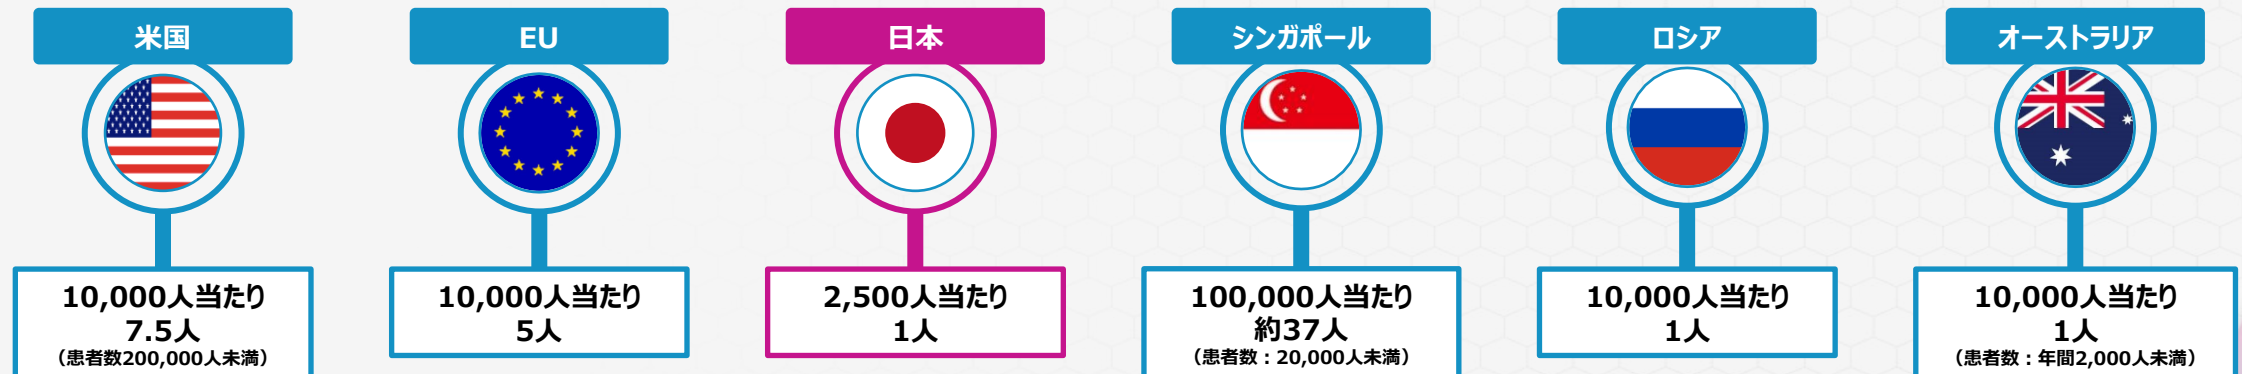 米国
10,000人当たり
7.5人
（患者数200,000人未満）
EU
10,000人当たり
5人
日本
2,500人当たり
1人
シンガポール
100,000人当たり
約37人
（患者数：20,000人未満）
ロシア
10,000人当たり
1人
オーストラリア
10,000人当たり
1人
（患者数：年間2,000人未満）